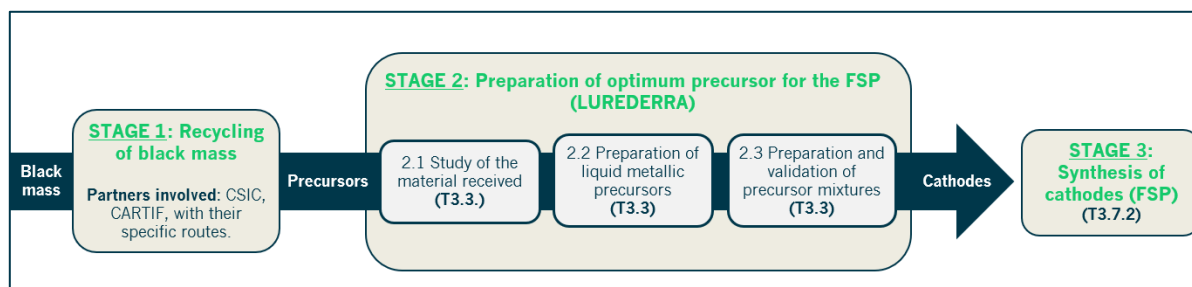 Black
mass
STAGE 1: Recycling
of black mass
Partners involved: CSIC,
CARTIF, with their
specific routes.
Precursors
STAGE 2: Preparation of optimum precursor for the FSP
(LUREDERRA)
2.1 Study of the
material received
(T3.3.)
2.2 Preparation of
liquid metallic
precursors
(T3.3)
2.3 Preparation and
validation of
precursor mixtures
(T3.3)
Cathodes
STAGE 3:
Synthesis of
cathodes (FSP)
(T3.7.2)